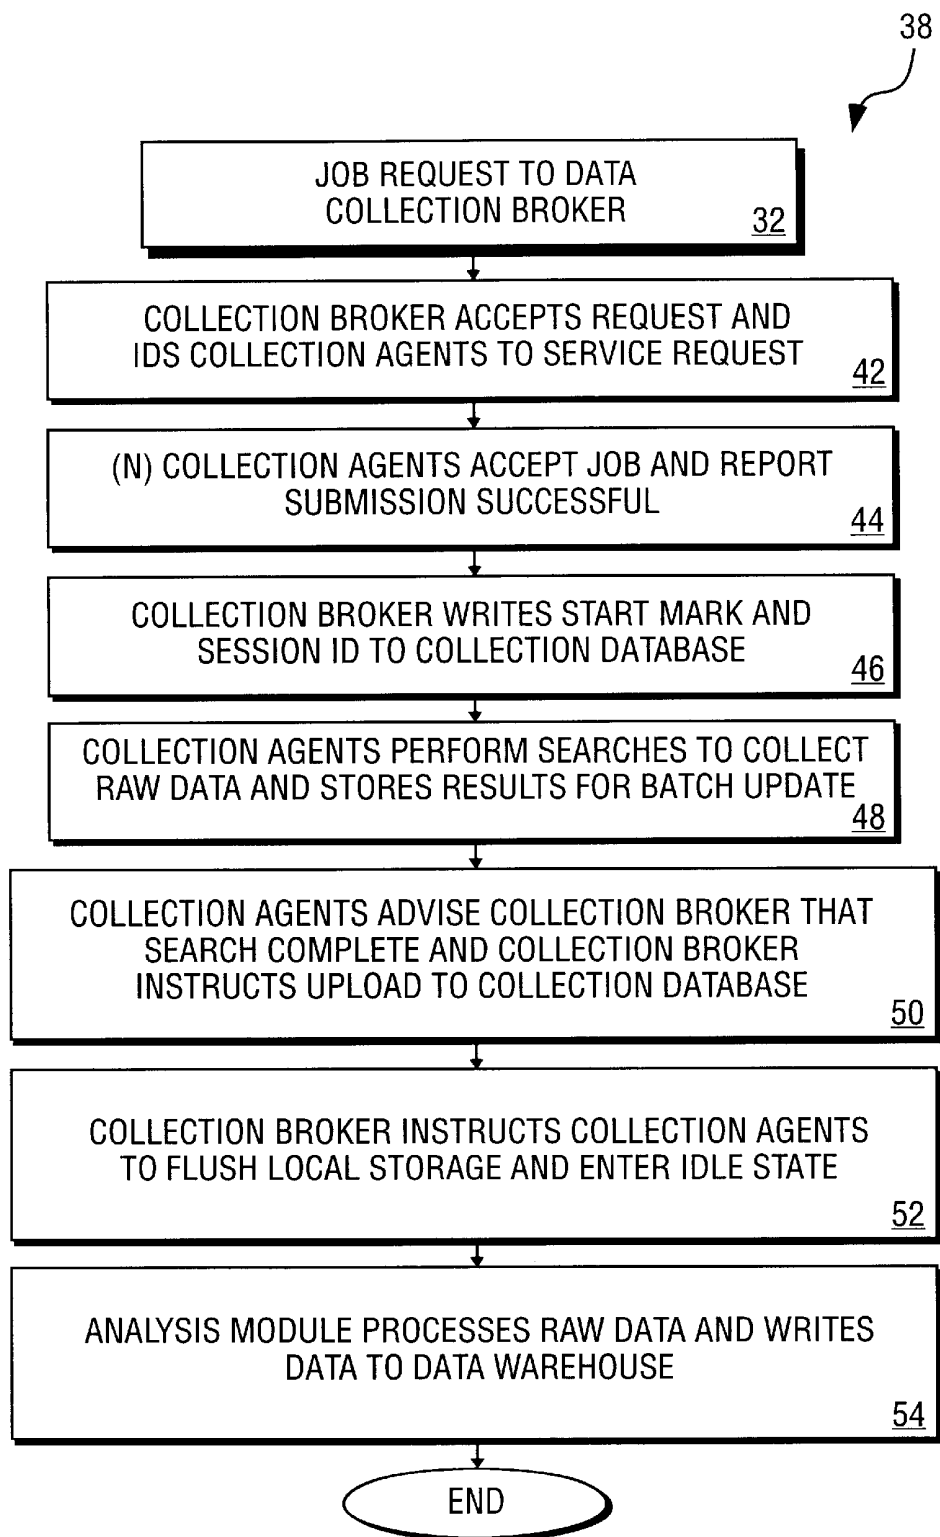 38
JOB REQUEST TO DATA
COLLECTION BROKER
32
COLLECTION BROKER ACCEPTS REQUEST AND
IDS COLLECTION AGENTS TO SERVICE REQUEST
42
(N) COLLECTION AGENTS ACCEPT JOB AND REPORT
SUBMISSION SUCCESSFUL
44
COLLECTION BROKER WRITES START MARK AND
SESSION ID TO COLLECTION DATABASE
46
COLLECTION AGENTS PERFORM SEARCHES TO COLLECT
RAW DATA AND STORES RESULTS FOR BATCH UPDATE
48
COLLECTION AGENTS ADVISE COLLECTION BROKER THAT
SEARCH COMPLETE AND COLLECTION BROKER
INSTRUCTS UPLOAD TO COLLECTION DATABASE
50
COLLECTION BROKER INSTRUCTS COLLECTION AGENTS
TO FLUSH LOCAL STORAGE AND ENTER IDLE STATE
52
ANALYSIS MODULE PROCESSES RAW DATA AND WRITES
DATA TO DATA WAREHOUSE
54
END